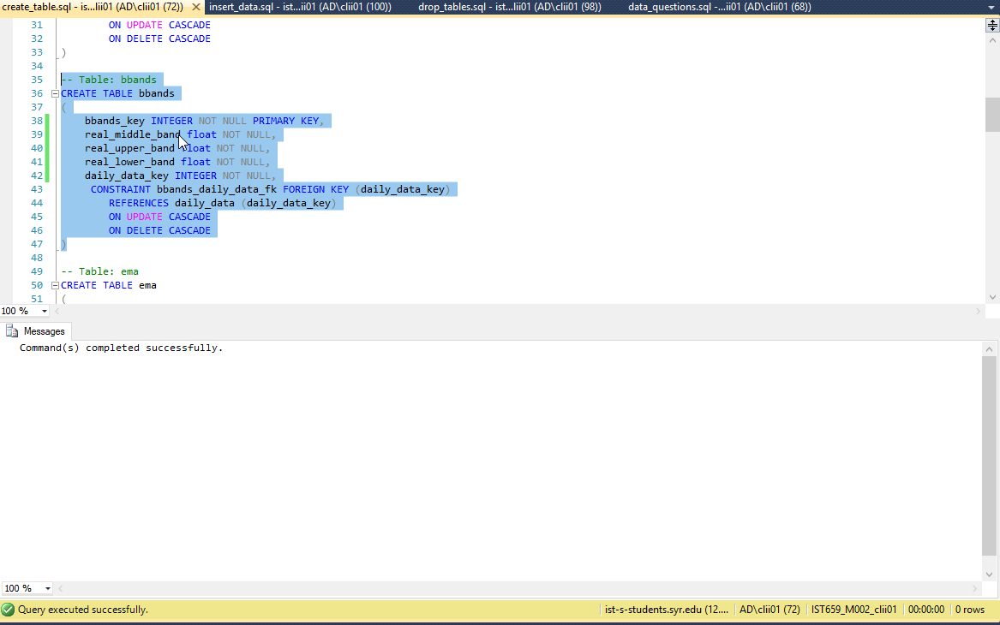 create_table.sql - is...lii01 (AD\clii01 (72)) ✕ insert_data.sql - ist...ii01 (AD\clii01 (100)) drop_tables.sql - ist...lii01 (AD\clii01 (98)) data_questions.sql -...ii01 (AD\clii01 (68))
31 ON UPDATE CASCADE
32 ON DELETE CASCADE
33 )
34
35 -- Table: bbands
36 CREATE TABLE bbands
37 (
38 bbands_key INTEGER NOT NULL PRIMARY KEY,
39 real_middle_band float NOT NULL,
40 real_upper_band float NOT NULL,
41 real_lower_band float NOT NULL,
42 daily_data_key INTEGER NOT NULL,
43 CONSTRAINT bbands_daily_data_fk FOREIGN KEY (daily_data_key)
44 REFERENCES daily_data (daily_data_key)
45 ON UPDATE CASCADE
46 ON DELETE CASCADE
47 )
48
49 -- Table: ema
50 CREATE TABLE ema
51 (
100 %
Messages
Command(s) completed successfully.
100 %
Query executed successfully. ist-s-students.syr.edu (12.... AD\clii01 (72) IST659_M002_clii01 00:00:00 0 rows